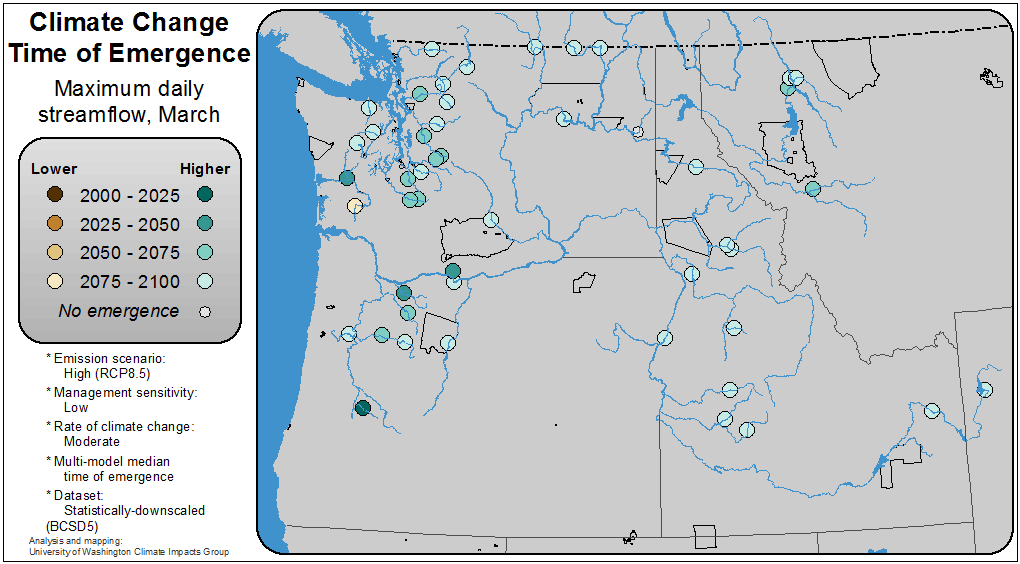 Climate Change
Time of Emergence
Maximum daily
streamflow, March
Lower Higher
2000 - 2025
2025 - 2050
2050 - 2075
2075 - 2100
No emergence
* Emission scenario:
High (RCP8.5)
* Management sensitivity:
Low
* Rate of climate change:
Moderate
* Multi-model median
time of emergence
* Dataset:
Statistically-downscaled
(BCSD5)
Analysis and mapping:
University of Washington Climate Impacts Group